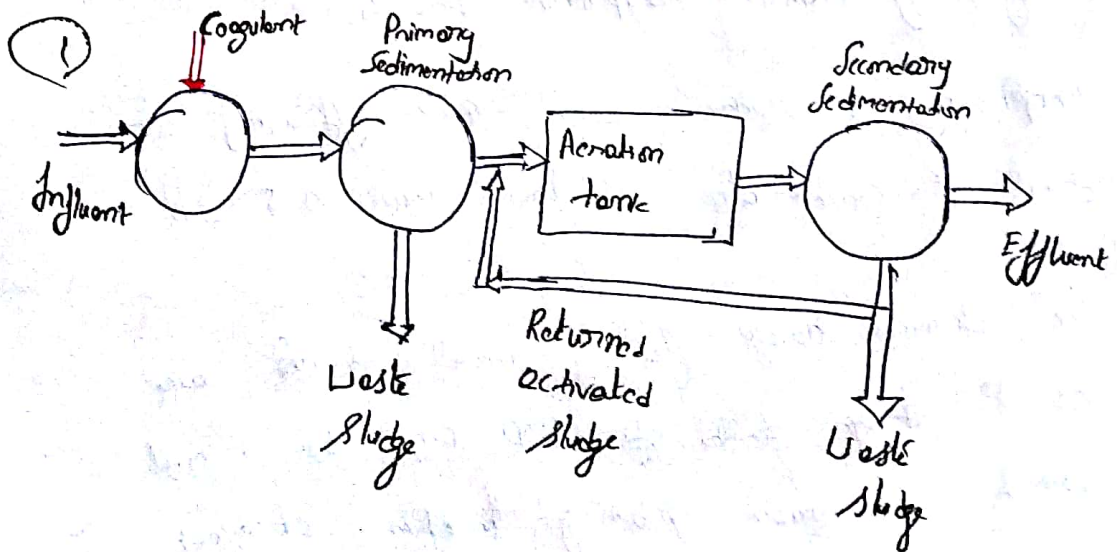 1
Coagulant
Primary
Sedimentation
Secondary
Sedimentation
Influent
Aeration
tank
Effluent
Returned
activated
sludge
Waste
sludge
Waste
sludge